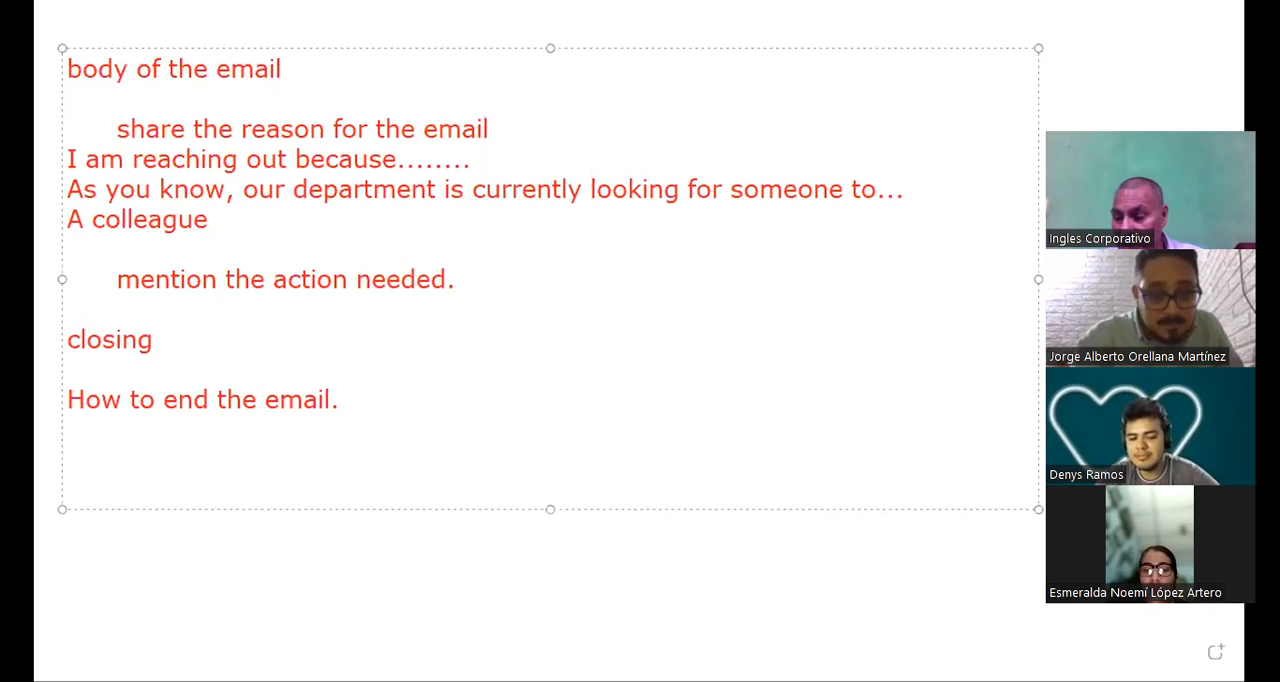 body of the email
share the reason for the email
I am reaching out because........
As you know, our department is currently looking for someone to...
A colleague
mention the action needed.
closing
How to end the email.
Ingles Corporativo
Jorge Alberto Orellana Martínez
Denys Ramos
Esmeralda Noemí López Artero